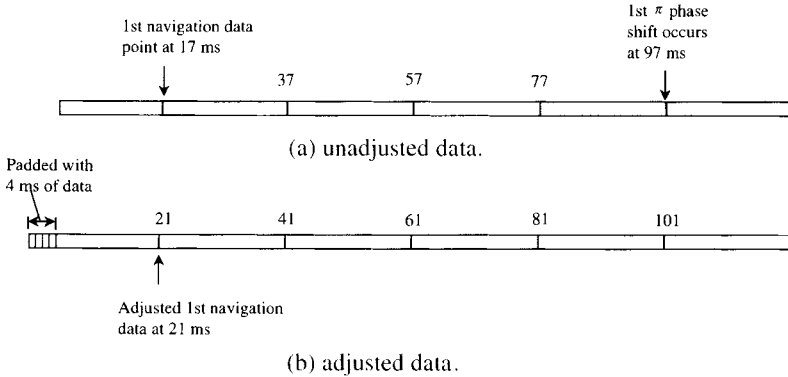 1st navigation data
point at 17 ms
1st π phase
shift occurs
at 97 ms
37
57
77
(a) unadjusted data.
Padded with
4 ms of data
21
41
61
81
101
Adjusted 1st navigation
data at 21 ms
(b) adjusted data.